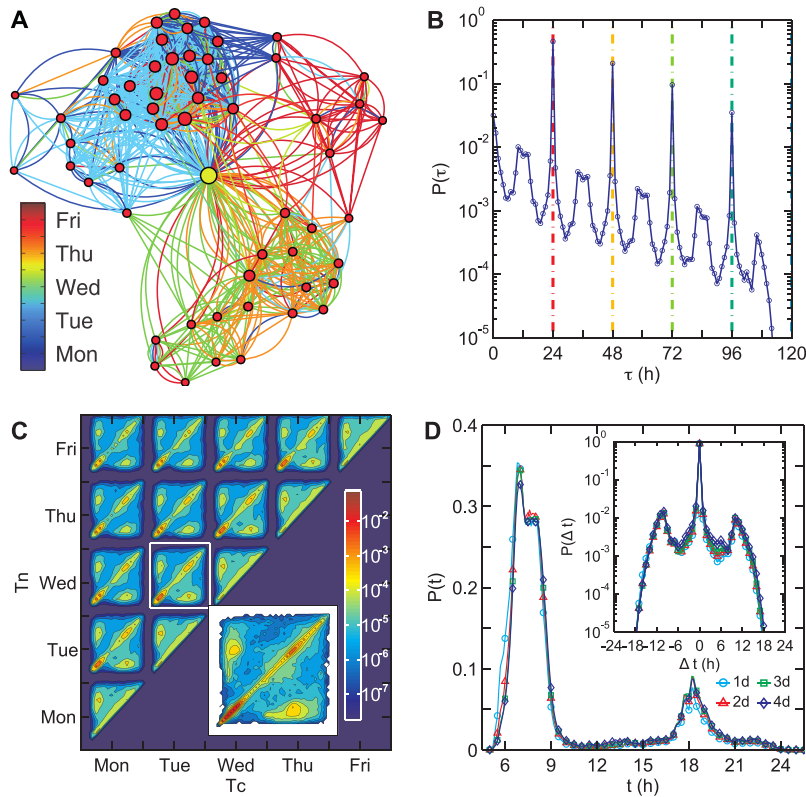 A
Fri
Thu
Wed
Tue
Mon
B
P(τ)
10^0
10^-1
10^-2
10^-3
10^-4
10^-5
0 24 48 72 96 120
τ (h)
C
Tn
Fri
Thu
Wed
Tue
Mon
10^-2
10^-3
10^-4
10^-5
10^-6
10^-7
Mon Tue Wed Thu Fri
Tc
D
P(t)
0.4
0.3
0.2
0.1
0
6 9 12 15 18 21 24
t (h)
P(Δ t)
10^0
10^-1
10^-2
10^-3
10^-4
10^-5
-24 -18 -12 -6 0 6 12 18 24
Δ t (h)
1d 3d
2d 4d